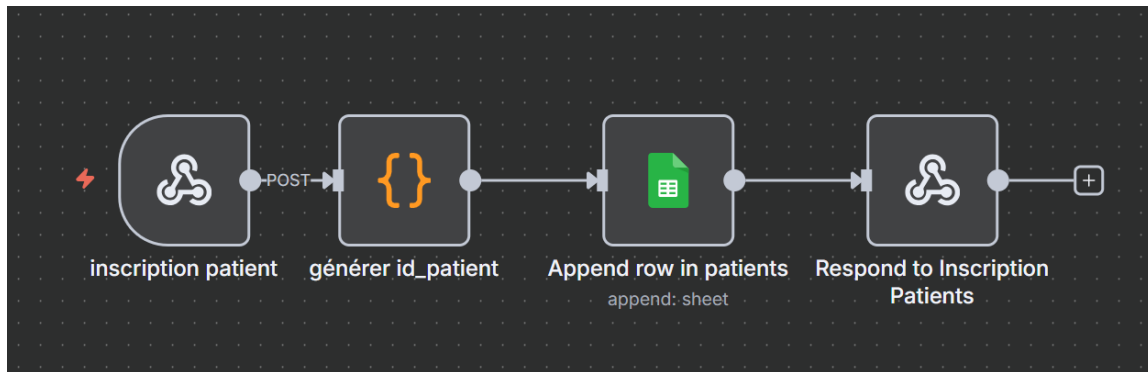 POST
inscription patient
générer id_patient
Append row in patients
append: sheet
Respond to Inscription
Patients